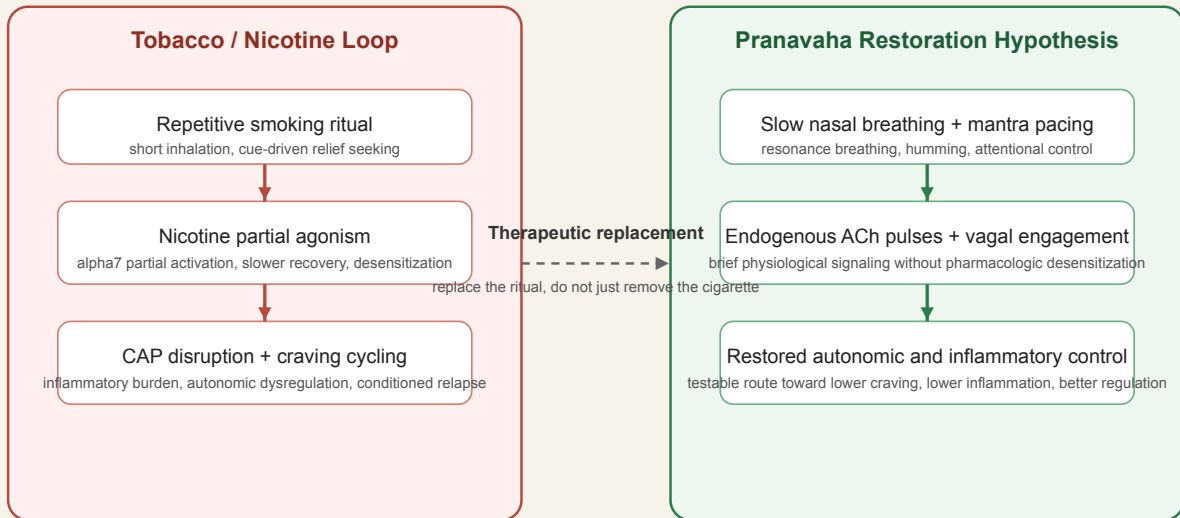 Tobacco / Nicotine Loop
Repetitive smoking ritual
short inhalation, cue-driven relief seeking
Nicotine partial agonism
alpha7 partial activation, slower recovery, desensitization
CAP disruption + craving cycling
inflammatory burden, autonomic dysregulation, conditioned relapse
Therapeutic replacement
replace the ritual, do not just remove the cigarette
Pranavaha Restoration Hypothesis
Slow nasal breathing + mantra pacing
resonance breathing, humming, attentional control
Endogenous ACh pulses + vagal engagement
brief physiological signaling without pharmacologic desensitization
Restored autonomic and inflammatory control
testable route toward lower craving, lower inflammation, better regulation